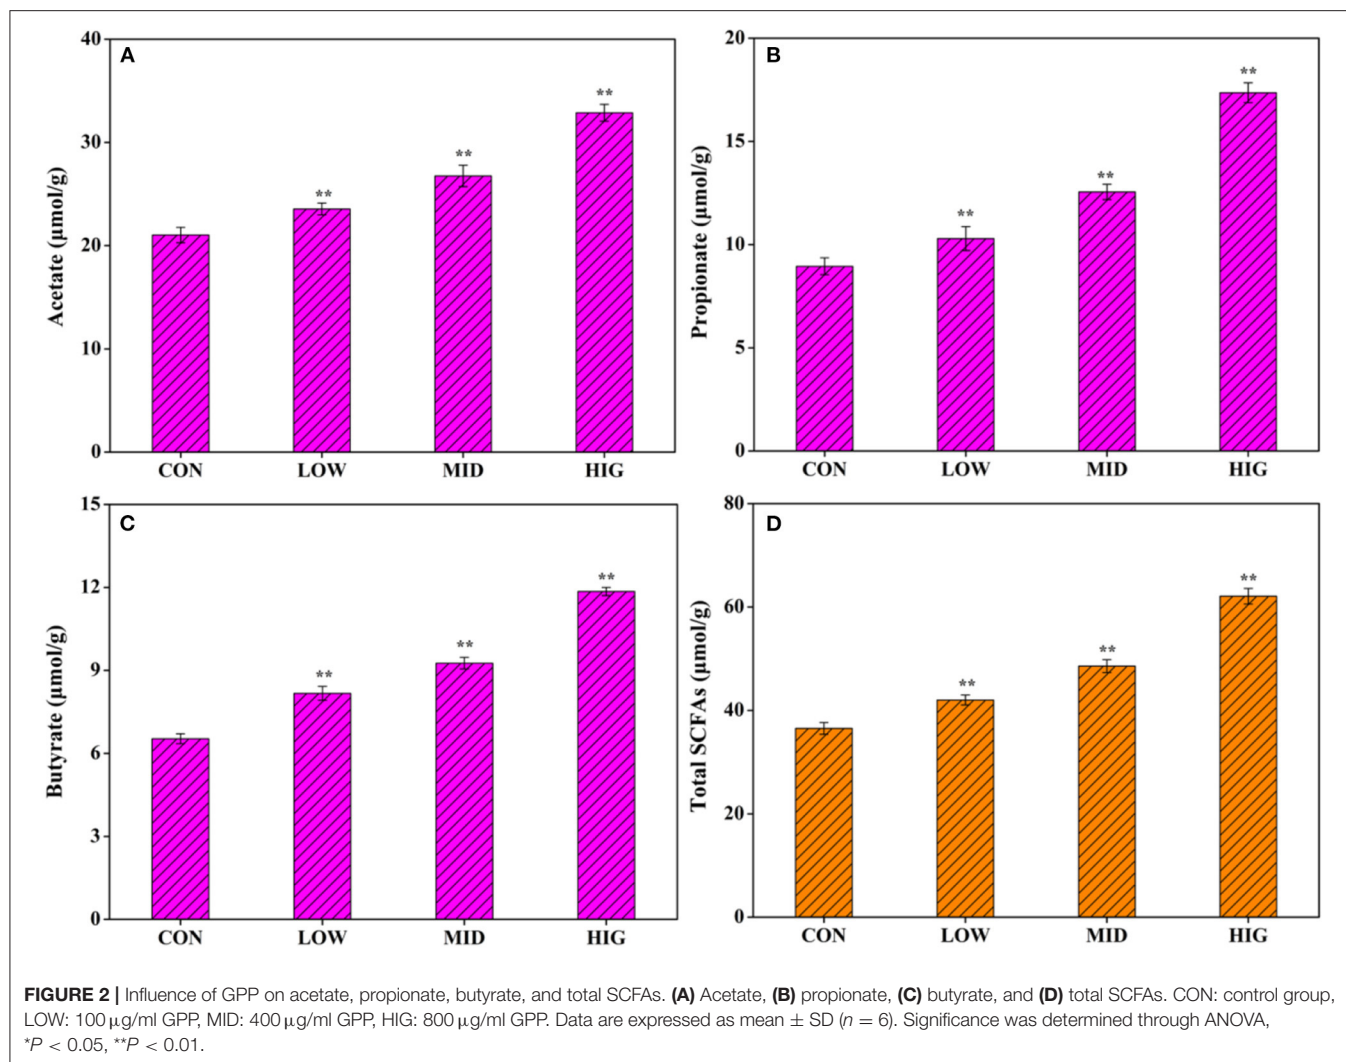 A
40
30
20
10
0
Acetate (μmol/g)
**
**
**
CON LOW MID HIG
B
20
15
10
5
0
Propionate (μmol/g)
**
**
**
CON LOW MID HIG
C
15
12
9
6
3
0
Butyrate (μmol/g)
**
**
**
CON LOW MID HIG
D
80
60
40
20
0
Total SCFAs (μmol/g)
**
**
**
CON LOW MID HIG
FIGURE 2 | Influence of GPP on acetate, propionate, butyrate, and total SCFAs. (A) Acetate, (B) propionate, (C) butyrate, and (D) total SCFAs. CON: control group,
LOW: 100 μg/ml GPP, MID: 400 μg/ml GPP, HIG: 800 μg/ml GPP. Data are expressed as mean ± SD (n = 6). Significance was determined through ANOVA,
*P < 0.05, **P < 0.01.